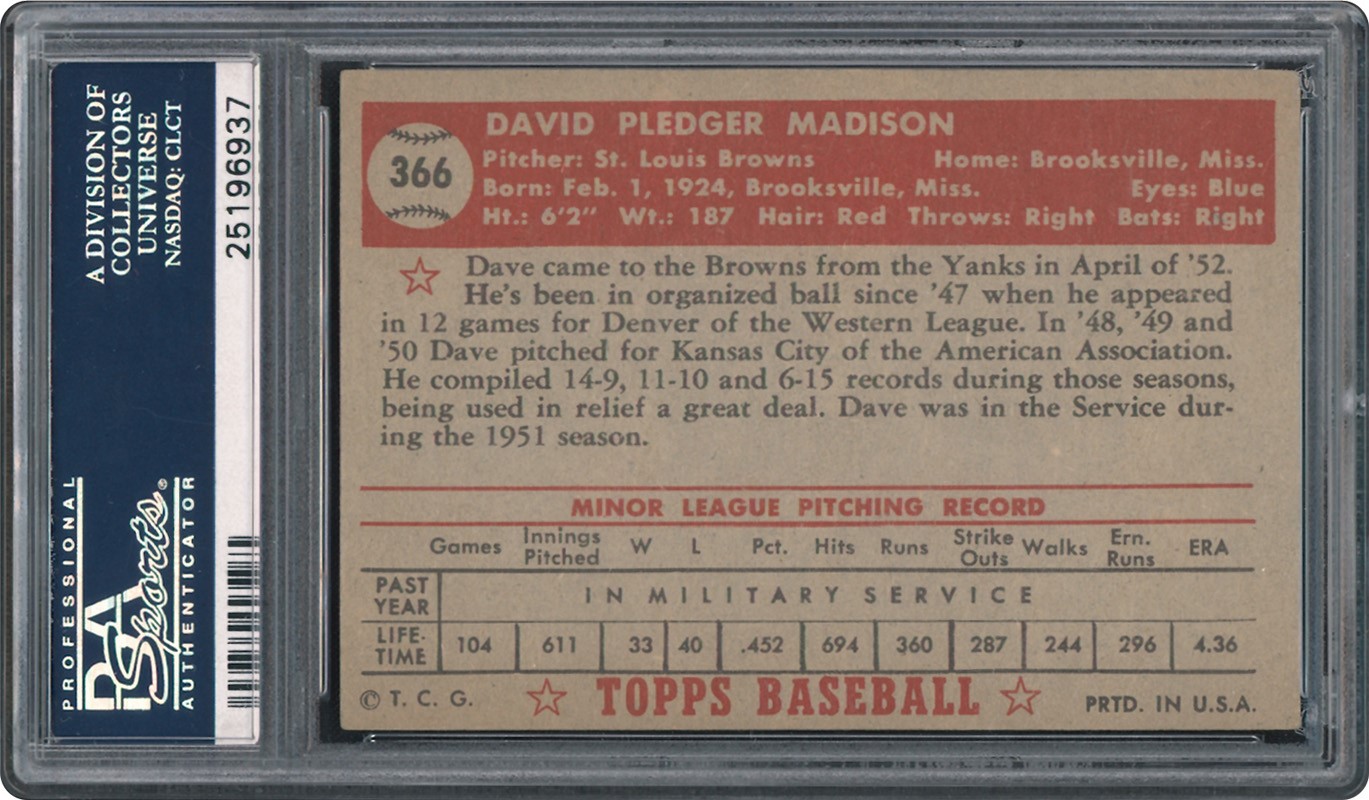 A DIVISION OF
COLLECTORS
UNIVERSE
NASDAQ: CLCT
25196937
PROFESSIONAL
PSA
Sports®
AUTHENTICATOR
366
DAVID PLEDGER MADISON
Pitcher: St. Louis Browns Home: Brooksville, Miss.
Born: Feb. 1, 1924, Brooksville, Miss. Eyes: Blue
Ht.: 6'2" Wt.: 187 Hair: Red Throws: Right Bats: Right
Dave came to the Browns from the Yanks in April of '52.
He's been in organized ball since '47 when he appeared
in 12 games for Denver of the Western League. In '48, '49 and
'50 Dave pitched for Kansas City of the American Association.
He compiled 14-9, 11-10 and 6-15 records during those seasons,
being used in relief a great deal. Dave was in the Service dur-
ing the 1951 season.
MINOR LEAGUE PITCHING RECORD
Games Innings Pitched W L Pct. Hits Runs Strike Outs Walks Ern. Runs ERA
PAST YEAR IN MILITARY SERVICE
LIFE-TIME 104 611 33 40 .452 694 360 287 244 296 4.36
© T. C. G. TOPPS BASEBALL PRTD. IN U.S.A.